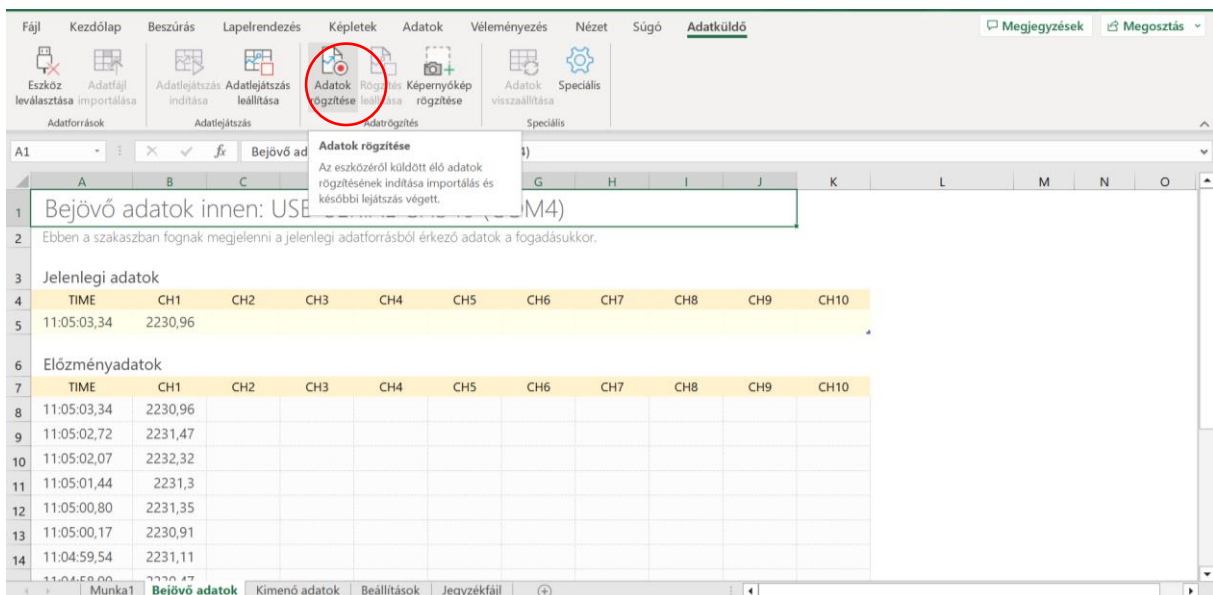 Fájl Kezdőlap Beszúrás Lapelrendezés Képletek Adatok Véleményezés Nézet Súgó Adatküldő Megjegyzések Megosztás
Eszköz leválasztása
Adatfájl importálása
Adatlejátszás indítása
Adatlejátszás leállítása
Adatok rögzítése
Rögzítés leállítása
Képernyőkép rögzítése
Adatok visszaállítása
Speciális
Adatforrások Adatlejátszás Adatrögzítés Speciális
A1 fx Bejövő ad
Adatok rögzítése
Az eszközéről küldött élő adatok
rögzítésének indítása importálás és
későbbi lejátszás végett.
A B C G H I J K L M N O
1 Bejövő adatok innen: (COM4)
2 Ebben a szakaszban fognak megjelenni a jelenlegi adatforrásból érkező adatok a fogadásukkor.
3 Jelenlegi adatok
4 TIME CH1 CH2 CH3 CH4 CH5 CH6 CH7 CH8 CH9 CH10
5 11:05:03,34 2230,96
6 Előzményadatok
7 TIME CH1 CH2 CH3 CH4 CH5 CH6 CH7 CH8 CH9 CH10
8 11:05:03,34 2230,96
9 11:05:02,72 2231,47
10 11:05:02,07 2232,32
11 11:05:01,44 2231,3
12 11:05:00,80 2231,35
13 11:05:00,17 2230,91
14 11:04:59,54 2231,11
Munka1 Bejövő adatok Kimenő adatok Beállítások Jegyzékfájl